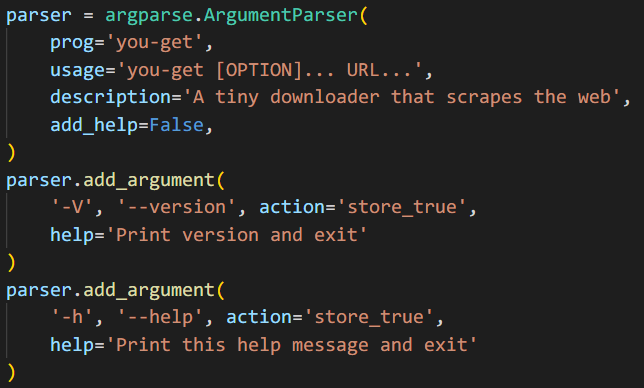 parser = argparse.ArgumentParser(
    prog='you-get',
    usage='you-get [OPTION]... URL...',
    description='A tiny downloader that scrapes the web',
    add_help=False,
)
parser.add_argument(
    '-V', '--version', action='store_true',
    help='Print version and exit'
)
parser.add_argument(
    '-h', '--help', action='store_true',
    help='Print this help message and exit'
)